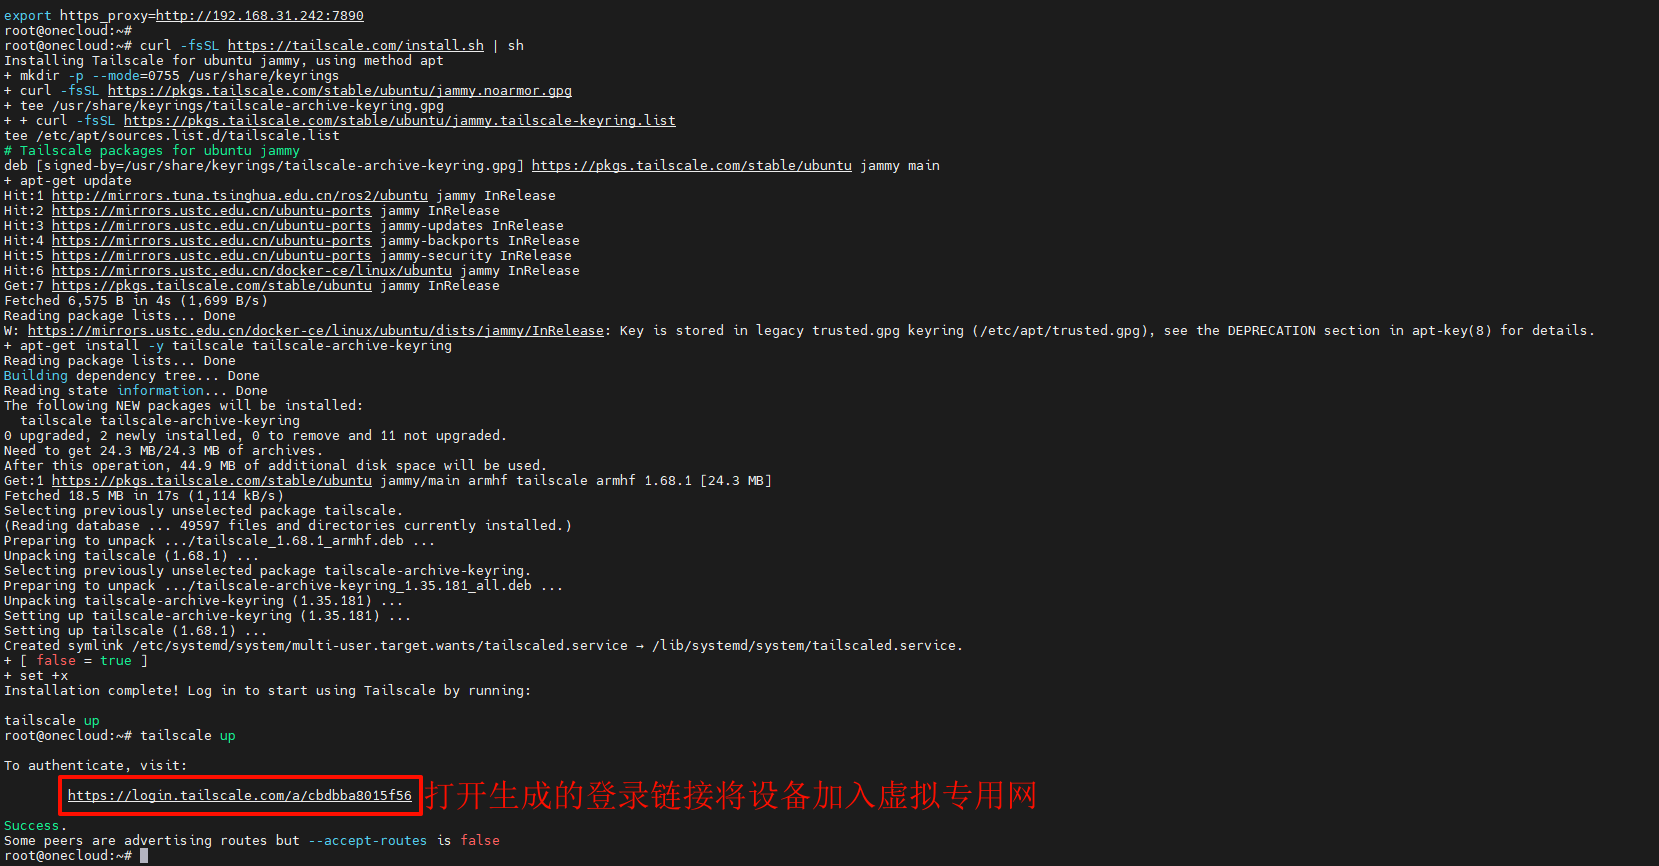 export https_proxy=http://192.168.31.242:7890
root@onecloud:~#
root@onecloud:~# curl -fsSL https://tailscale.com/install.sh | sh
Installing Tailscale for ubuntu jammy, using method apt
+ mkdir -p --mode=0755 /usr/share/keyrings
+ curl -fsSL https://pkgs.tailscale.com/stable/ubuntu/jammy.noarmor.gpg
+ tee /usr/share/keyrings/tailscale-archive-keyring.gpg
+ + curl -fsSL https://pkgs.tailscale.com/stable/ubuntu/jammy.tailscale-keyring.list
tee /etc/apt/sources.list.d/tailscale.list
# Tailscale packages for ubuntu jammy
deb [signed-by=/usr/share/keyrings/tailscale-archive-keyring.gpg] https://pkgs.tailscale.com/stable/ubuntu jammy main
+ apt-get update
Hit:1 http://mirrors.tuna.tsinghua.edu.cn/ros2/ubuntu jammy InRelease
Hit:2 https://mirrors.ustc.edu.cn/ubuntu-ports jammy InRelease
Hit:3 https://mirrors.ustc.edu.cn/ubuntu-ports jammy-updates InRelease
Hit:4 https://mirrors.ustc.edu.cn/ubuntu-ports jammy-backports InRelease
Hit:5 https://mirrors.ustc.edu.cn/ubuntu-ports jammy-security InRelease
Hit:6 https://mirrors.ustc.edu.cn/docker-ce/linux/ubuntu jammy InRelease
Get:7 https://pkgs.tailscale.com/stable/ubuntu jammy InRelease
Fetched 6,575 B in 4s (1,699 B/s)
Reading package lists... Done
W: https://mirrors.ustc.edu.cn/docker-ce/linux/ubuntu/dists/jammy/InRelease: Key is stored in legacy trusted.gpg keyring (/etc/apt/trusted.gpg), see the DEPRECATION section in apt-key(8) for details.
+ apt-get install -y tailscale tailscale-archive-keyring
Reading package lists... Done
Building dependency tree... Done
Reading state information... Done
The following NEW packages will be installed:
  tailscale tailscale-archive-keyring
0 upgraded, 2 newly installed, 0 to remove and 11 not upgraded.
Need to get 24.3 MB/24.3 MB of archives.
After this operation, 44.9 MB of additional disk space will be used.
Get:1 https://pkgs.tailscale.com/stable/ubuntu jammy/main armhf tailscale armhf 1.68.1 [24.3 MB]
Fetched 18.5 MB in 17s (1,114 kB/s)
Selecting previously unselected package tailscale.
(Reading database ... 49597 files and directories currently installed.)
Preparing to unpack .../tailscale_1.68.1_armhf.deb ...
Unpacking tailscale (1.68.1) ...
Selecting previously unselected package tailscale-archive-keyring.
Preparing to unpack .../tailscale-archive-keyring_1.35.181_all.deb ...
Unpacking tailscale-archive-keyring (1.35.181) ...
Setting up tailscale-archive-keyring (1.35.181) ...
Setting up tailscale (1.68.1) ...
Created symlink /etc/systemd/system/multi-user.target.wants/tailscaled.service → /lib/systemd/system/tailscaled.service.
+ [ false = true ]
+ set +x
Installation complete! Log in to start using Tailscale by running:
tailscale up
root@onecloud:~# tailscale up
To authenticate, visit:
https://login.tailscale.com/a/cbdbba8015f56 打开生成的登录链接将设备加入虚拟专用网
Success.
Some peers are advertising routes but --accept-routes is false
root@onecloud:~#